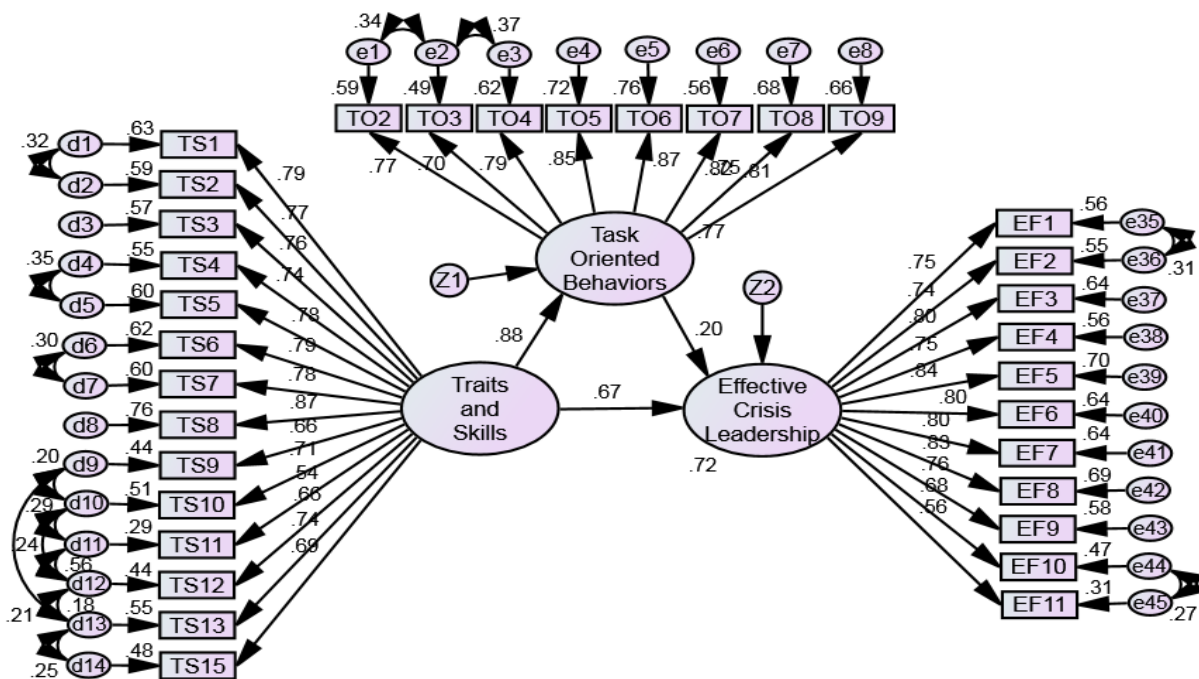 .34
.37
e1
e2
e3
e4
e5
e6
e7
e8
.59
.49
.62
.72
.76
.56
.68
.66
TO2
TO3
TO4
TO5
TO6
TO7
TO8
TO9
.77
.70
.79
.85
.87
.75
.81
.77
Task
Oriented
Behaviors
Z1
Z2
.88
.20
.67
Traits
and
Skills
Effective
Crisis
Leadership
.72
d1
.63
TS1
.79
.32
d2
.59
TS2
.77
d3
.57
TS3
.76
d4
.55
TS4
.74
.35
d5
.60
TS5
.78
d6
.62
TS6
.79
.30
d7
.60
TS7
.78
d8
.76
TS8
.87
d9
.44
TS9
.66
.20
d10
.51
TS10
.71
.29
d11
.29
TS11
.54
.24
.56
d12
.44
TS12
.66
.18
d13
.55
TS13
.74
.21
d14
.48
TS15
.69
.25
.75
EF1
.56
e35
.31
.74
EF2
.55
e36
.80
EF3
.64
e37
.75
EF4
.56
e38
.84
EF5
.70
e39
.80
EF6
.64
e40
.80
EF7
.64
e41
.83
EF8
.69
e42
.76
EF9
.58
e43
.68
EF10
.47
e44
.56
EF11
.31
e45
.27